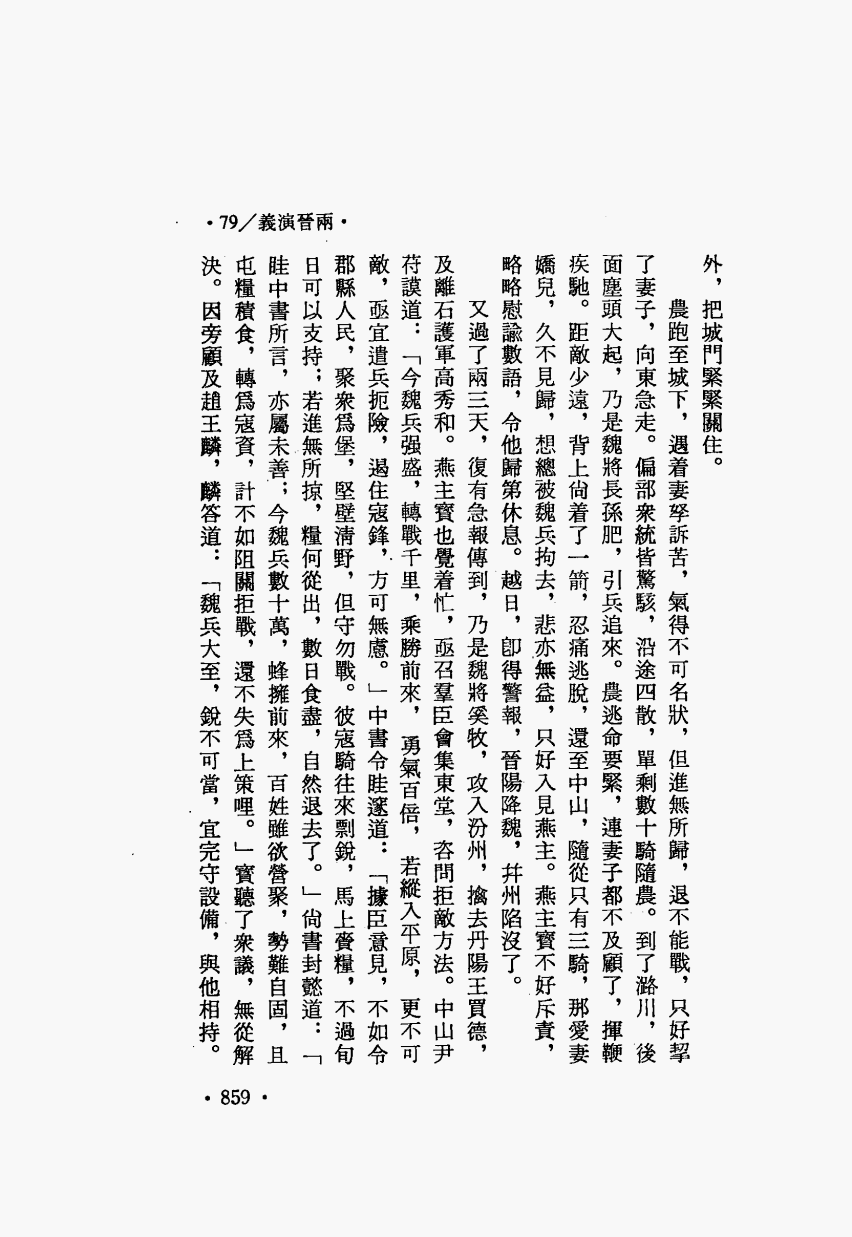 ·兩晉演義／79·
外，把城門緊緊關住。
農跑至城下，遇着妻孥訴苦，氣得不可名狀，但進無所歸，退不能戰，只好挈
了妻子，向東急走。偏部衆統皆驚駭，沿途四散，單剩數十騎隨農。到了潞川，後
面塵頭大起，乃是魏將長孫肥，引兵追來。農逃命要緊，連妻子都不及顧了，揮鞭
疾馳。距敵少遠，背上尙着了一箭，忍痛逃脫，還至中山，隨從只有三騎，那愛妻
嬌兒，久不見歸，想總被魏兵拘去，悲亦無益，只好入見燕主。燕主寶不好斥責，
略略慰諭數語，令他歸第休息。越日，卽得警報，晉陽降魏，幷州陷沒了。
又過了兩三天，復有急報傳到，乃是魏將奚牧，攻入汾州，擒去丹陽王買德，
及離石護軍高秀和。燕主寶也覺着忙，亟召羣臣會集東堂，咨問拒敵方法。中山尹
苻謨道：「今魏兵强盛，轉戰千里，乘勝前來，勇氣百倍，若縱入平原，更不可
敵，亟宜遣兵扼險，遏住寇鋒，方可無慮。」中書令眭邃道：「據臣意見，不如令
郡縣人民，聚衆爲堡，堅壁淸野，但守勿戰。彼寇騎往來剽銳，馬上賫糧，不過旬
日可以支持；若進無所掠，糧何從出，數日食盡，自然退去了。」尙書封懿道：「
眭中書所言，亦屬未善；今魏兵數十萬，蜂擁前來，百姓雖欲營聚，勢難自固，且
屯糧積食，轉爲寇資，計不如阻關拒戰，還不失爲上策哩。」寶聽了衆議，無從解
決。因旁顧及趙王麟，麟答道：「魏兵大至，銳不可當，宜完守設備，與他相持。
·859·